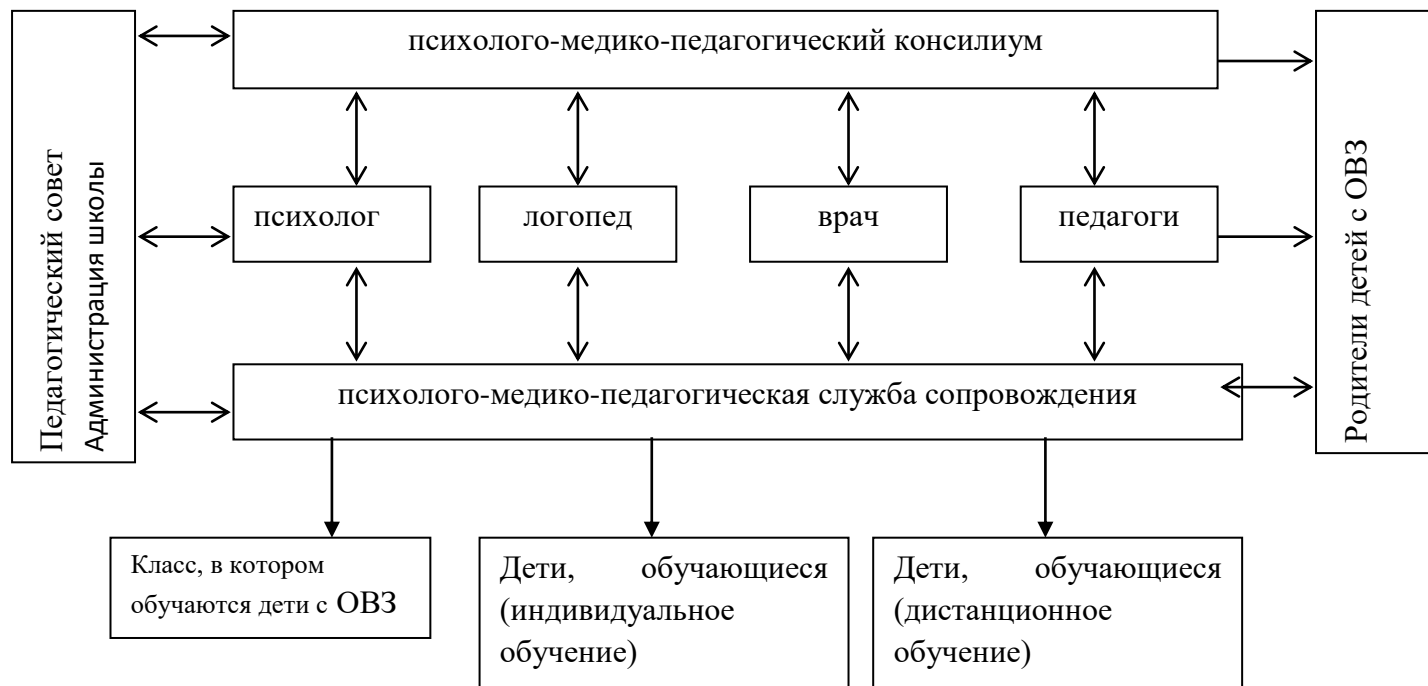 психолого-медико-педагогический консилиум
Педагогический совет
Администрация школы
Родители детей с ОВЗ
психолог
логопед
врач
педагоги
психолого-медико-педагогическая служба сопровождения
Класс, в котором
обучаются дети с ОВЗ
Дети, обучающиеся
(индивидуальное
обучение)
Дети, обучающиеся
(дистанционное
обучение)